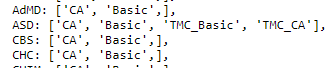 AdMD: ['CA', 'Basic',],
ASD: ['CA', 'Basic', 'TMC_Basic', 'TMC_CA'],
CBS: ['CA', 'Basic',],
CHC: ['CA', 'Basic',],